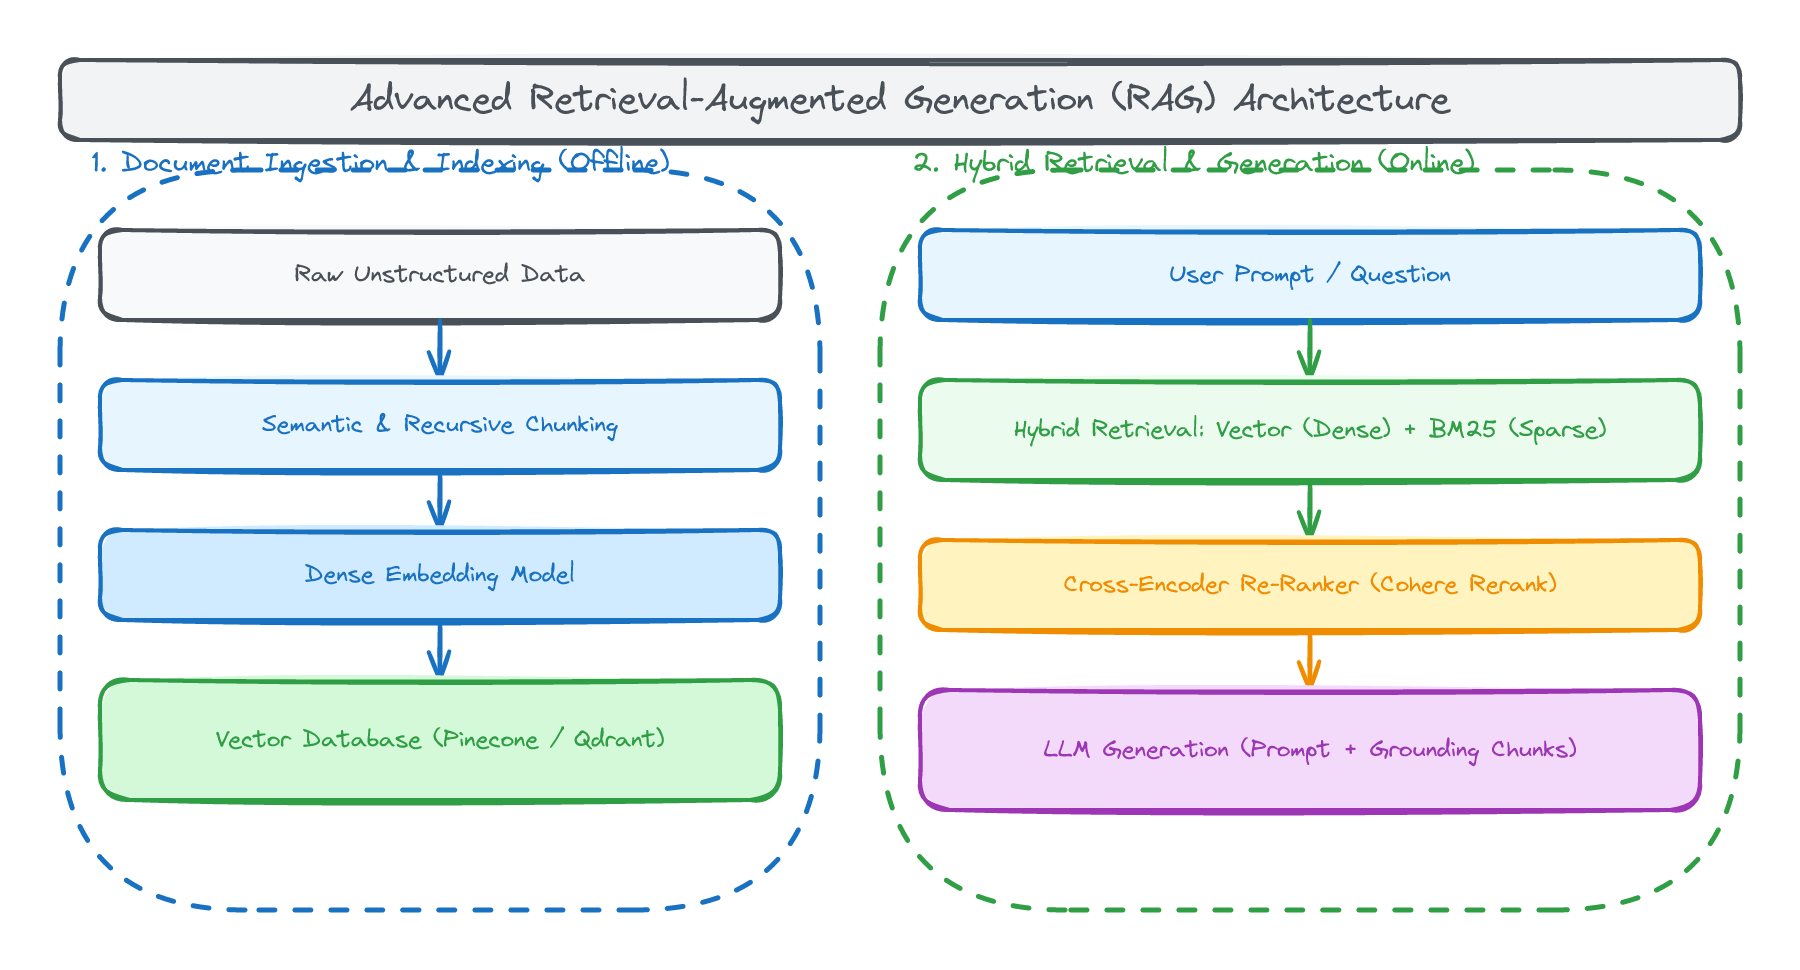 Advanced Retrieval-Augmented Generation (RAG) Architecture
1. Document Ingestion & Indexing (Offline)
Raw Unstructured Data
Semantic & Recursive Chunking
Dense Embedding Model
Vector Database (Pinecone / Qdrant)
2. Hybrid Retrieval & Generation (Online)
User Prompt / Question
Hybrid Retrieval: Vector (Dense) + BM25 (Sparse)
Cross-Encoder Re-Ranker (Cohere Rerank)
LLM Generation (Prompt + Grounding Chunks)